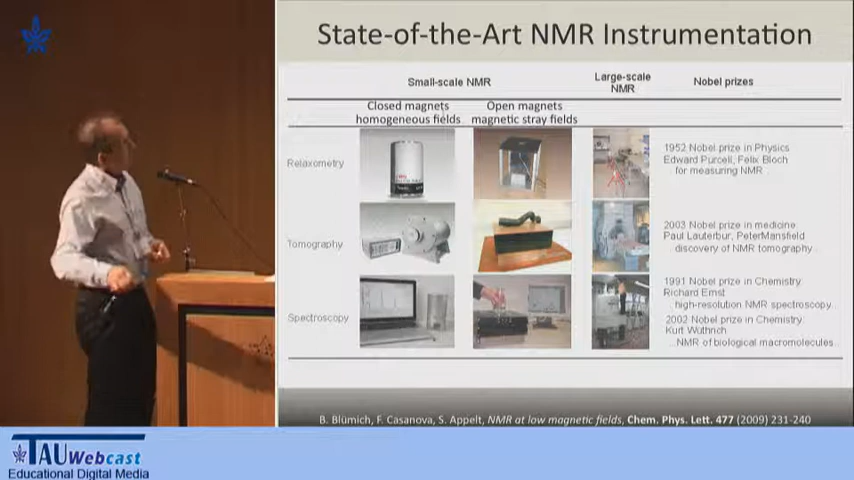 State-of-the-Art NMR Instrumentation
Small-scale NMR
Large-scale
NMR
Nobel prizes
Closed magnets
homogeneous fields
Open magnets
magnetic stray fields
Relaxometry
1952 Nobel prize in Physics
Edward Purcell, Felix Bloch
for measuring NMR
Tomography
2003 Nobel prize in medicine
Paul Lauterbur, PeterMansfield
discovery of NMR tomography
Spectroscopy
1991 Nobel prize in Chemistry
Richard Ernst
high-resolution NMR spectroscopy
2002 Nobel prize in Chemistry
Kurt Wuthrich
NMR of biological macromolecules
B. Blümich, F. Casanova, S. Appelt, NMR at low magnetic fields, Chem. Phys. Lett. 477 (2009) 231-240
TAU Webcast
Educational Digital Media